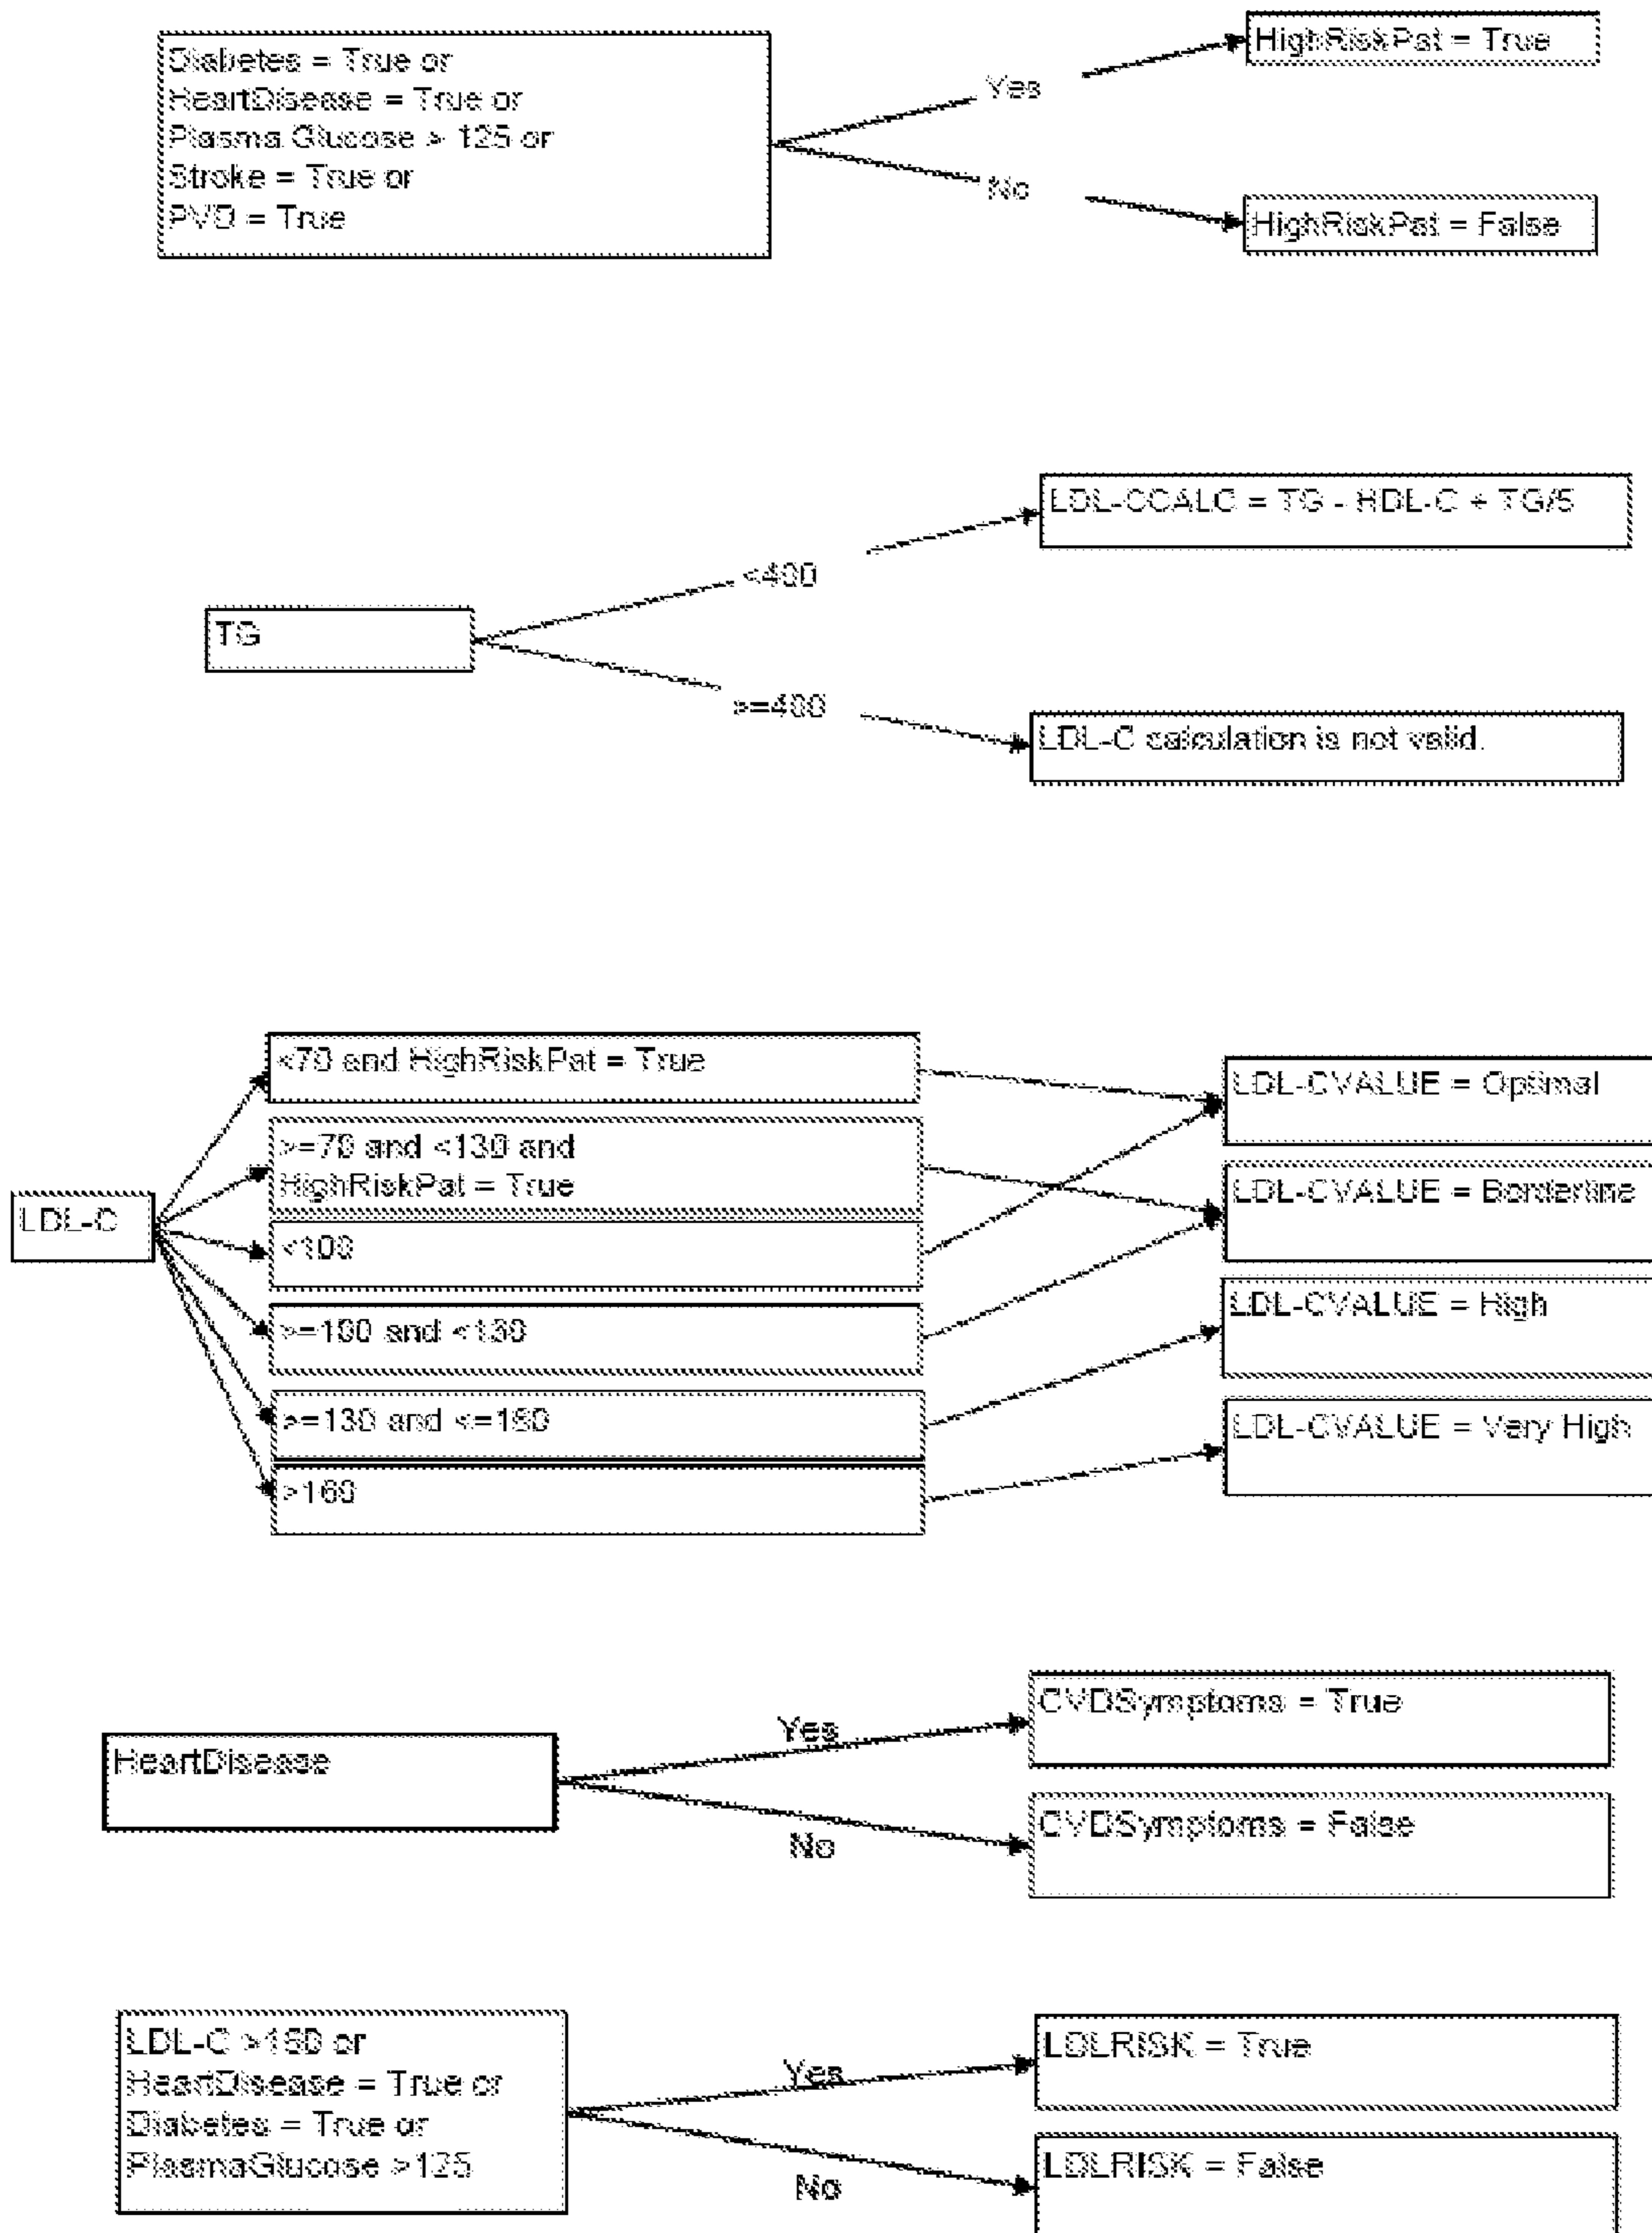 Diabetes = True or
HeartDisease = True or
Plasma Glucose > 125 or
Stroke = True or
PVD = True
Yes
No
HighRiskPat = True
HighRiskPat = False
TG
<400
>=400
LDL-CCALC = TG - HDL-C + TG/5
LDL-C calculation is not valid.
LDL-C
<70 and HighRiskPat = True
>=70 and <130 and
HighRiskPat = True
<100
>=100 and <130
>=130 and <=
>160
LDL-CVALUE = Optimal
LDL-CVALUE = Borderline
LDL-CVALUE = High
LDL-CVALUE = Very High
HeartDisease
Yes
No
CVDSymptoms = True
CVDSymptoms = False
LDL-C > or
HeartDisease = True or
Diabetes = True or
PlasmaGlucose >125
Yes
No
LDLRISK = True
LDLRISK = False